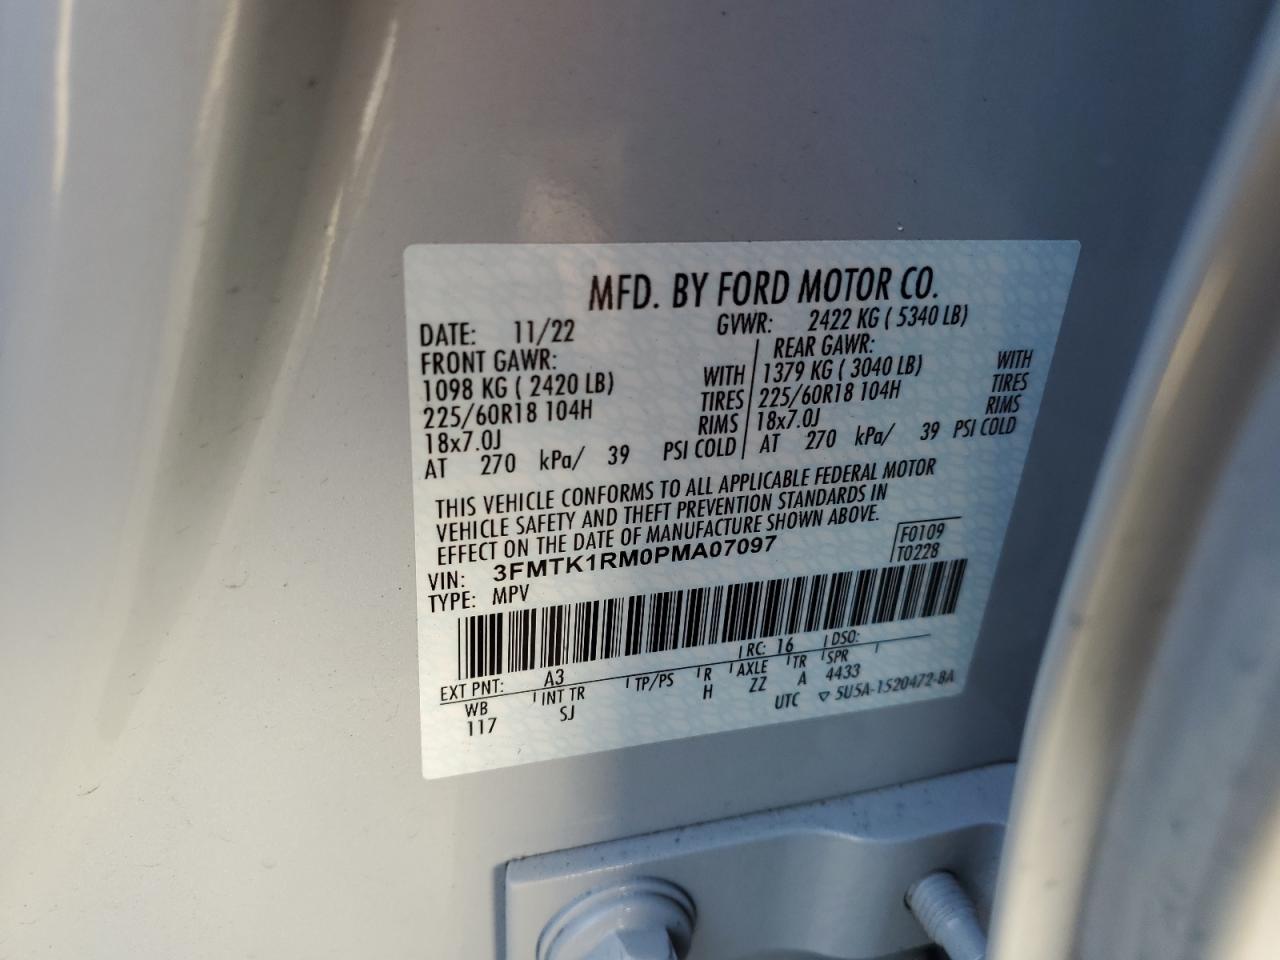 MFD. BY FORD MOTOR CO.
DATE: 11/22 GVWR: 2422 KG ( 5340 LB)
FRONT GAWR: REAR GAWR:
1098 KG ( 2420 LB) WITH 1379 KG ( 3040 LB) WITH
225/60R18 104H TIRES 225/60R18 104H TIRES
18x7.0J RIMS 18x7.0J RIMS
AT 270 kPa/ 39 PSI COLD AT 270 kPa/ 39 PSI COLD
THIS VEHICLE CONFORMS TO ALL APPLICABLE FEDERAL MOTOR
VEHICLE SAFETY AND THEFT PREVENTION STANDARDS IN
EFFECT ON THE DATE OF MANUFACTURE SHOWN ABOVE.
VIN: 3FMTK1RM0PMA07097 F0109
TYPE: MPV T0228
EXT PNT: A3 RC: 16 DSO:
WB INT TR TP/PS R AXLE TR SPR
117 SJ H ZZ A 4433
UTC ▽ 5U5A-1520472-BA